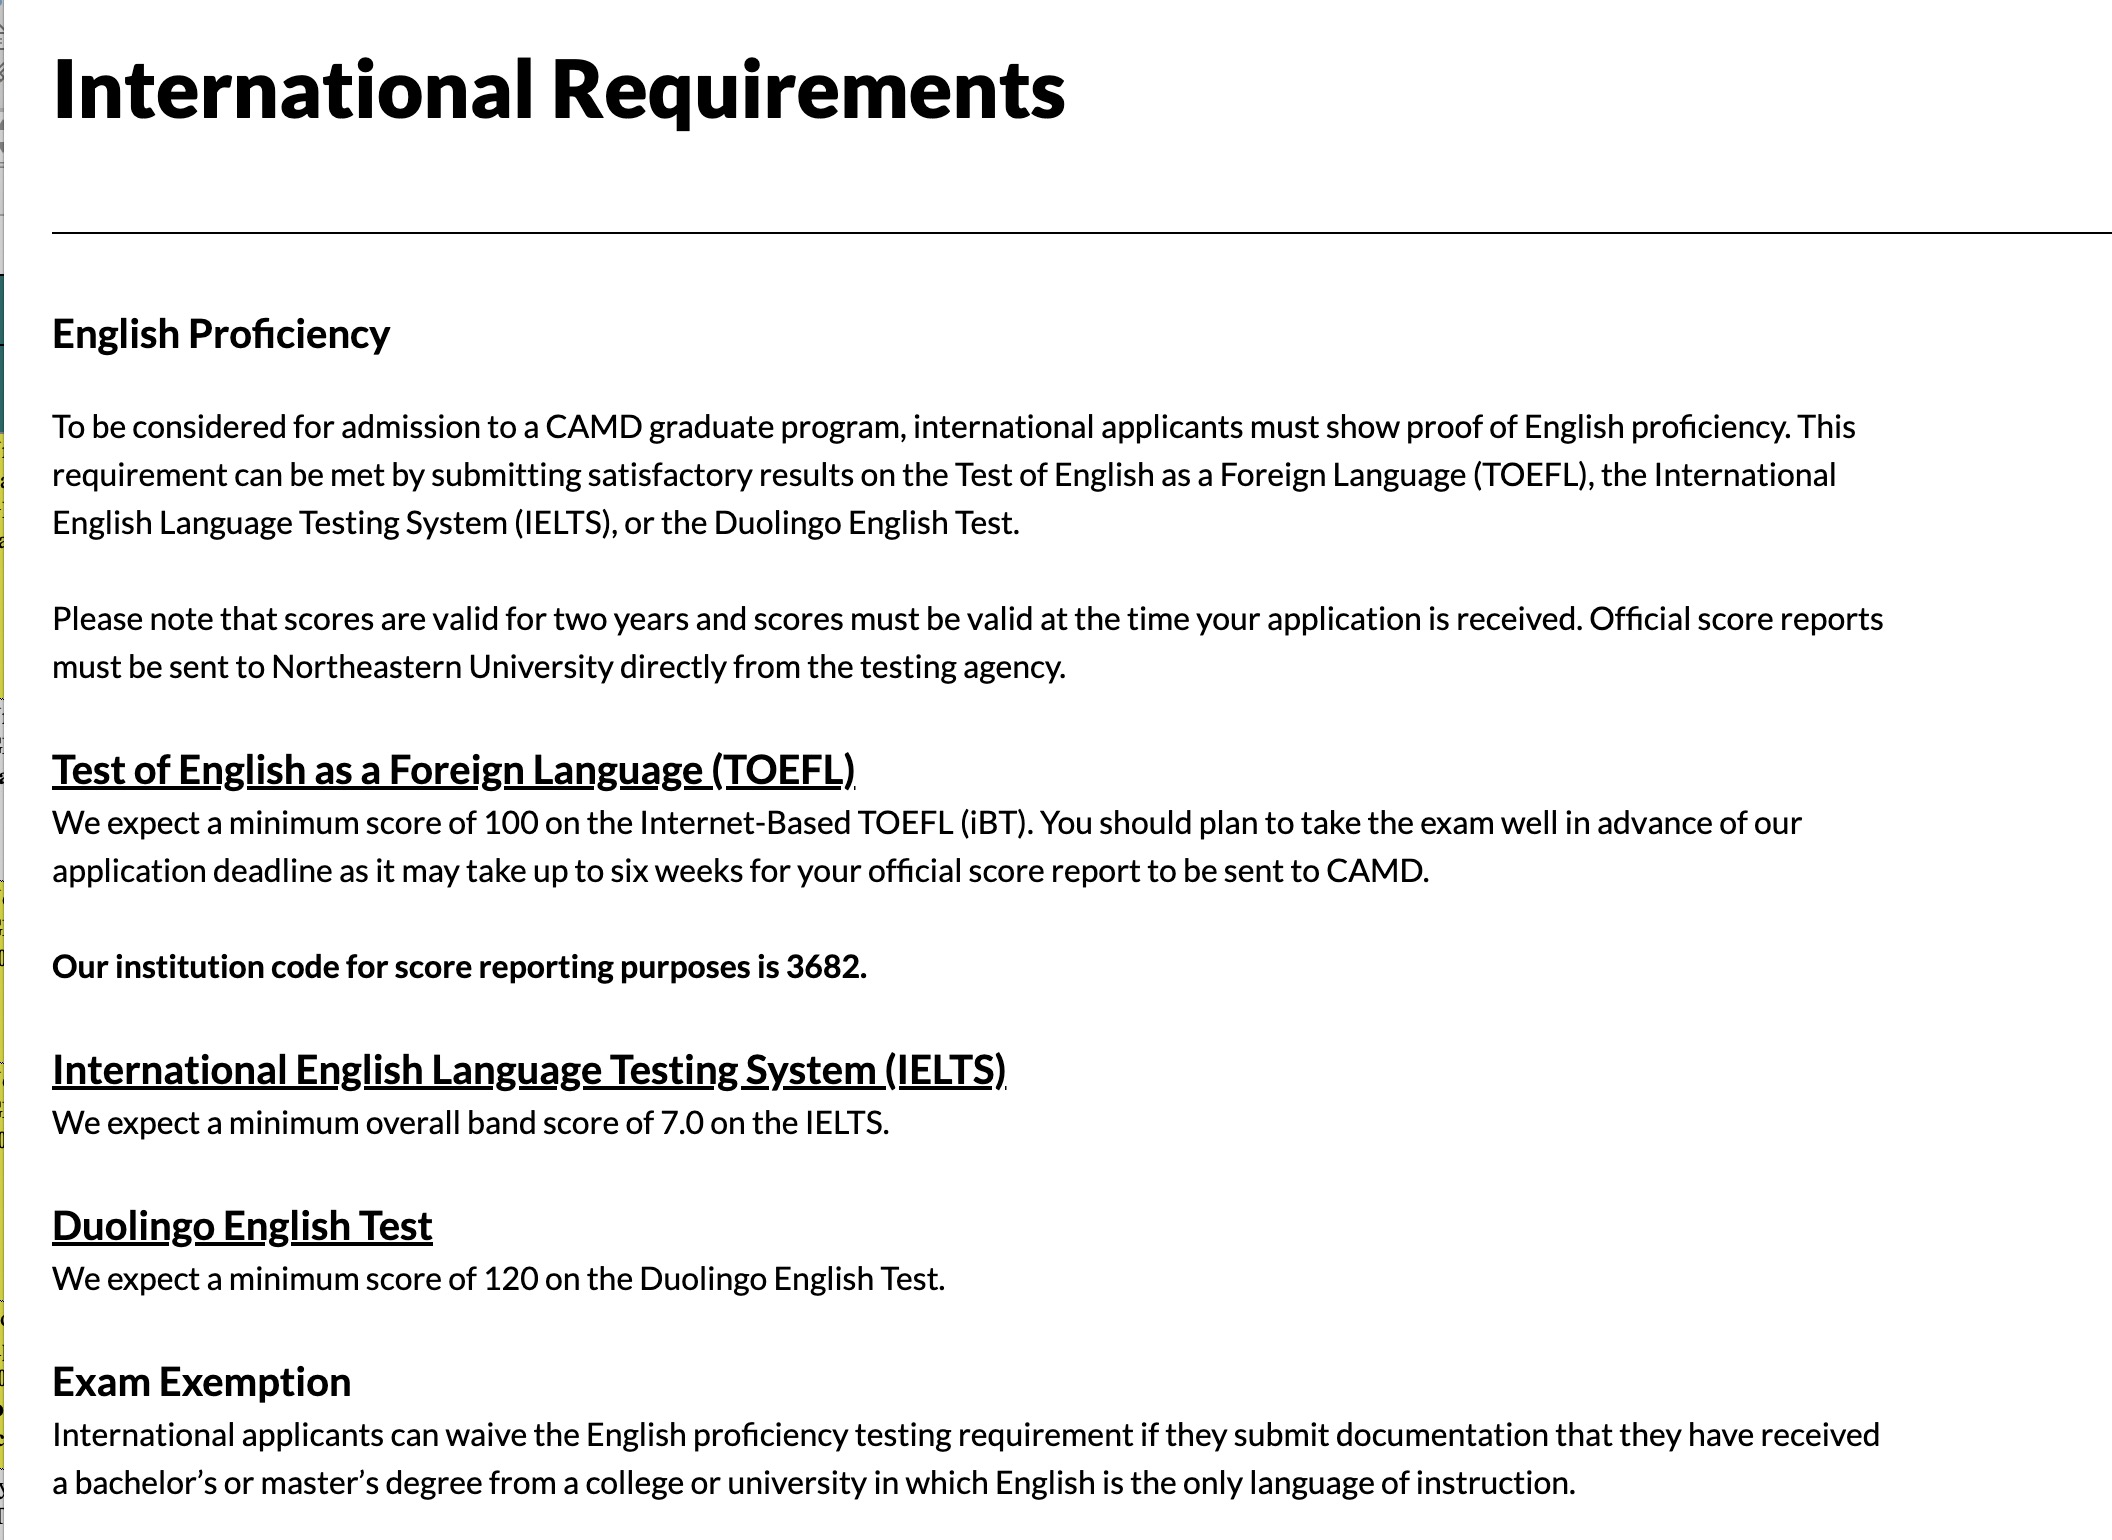 International Requirements
English Proficiency
To be considered for admission to a CAMD graduate program, international applicants must show proof of English proficiency. This
requirement can be met by submitting satisfactory results on the Test of English as a Foreign Language (TOEFL), the International
English Language Testing System (IELTS), or the Duolingo English Test.
Please note that scores are valid for two years and scores must be valid at the time your application is received. Official score reports
must be sent to Northeastern University directly from the testing agency.
Test of English as a Foreign Language (TOEFL)
We expect a minimum score of 100 on the Internet-Based TOEFL (iBT). You should plan to take the exam well in advance of our
application deadline as it may take up to six weeks for your official score report to be sent to CAMD.
Our institution code for score reporting purposes is 3682.
International English Language Testing System (IELTS)
We expect a minimum overall band score of 7.0 on the IELTS.
Duolingo English Test
We expect a minimum score of 120 on the Duolingo English Test.
Exam Exemption
International applicants can waive the English proficiency testing requirement if they submit documentation that they have received
a bachelor’s or master’s degree from a college or university in which English is the only language of instruction.